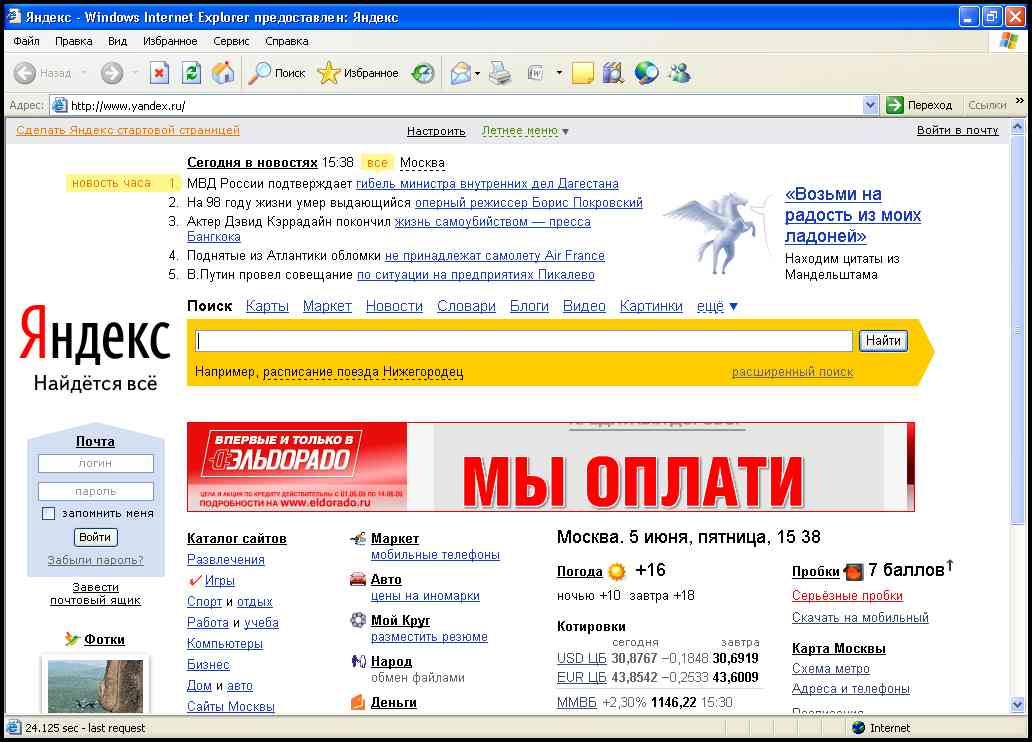 Яндекс - Windows Internet Explorer предоставлен: Яндекс
Файл Правка Вид Избранное Сервис Справка
Назад Поиск Избранное
Адрес: http://www.yandex.ru/ Переход Ссылки »
Сделать Яндекс стартовой страницей Настроить Летнее меню ▼ Войти в почту
Сегодня в новостях 15:38 все Москва
новость часа 1. МВД России подтверждает гибель министра внутренних дел Дагестана
2. На 98 году жизни умер выдающийся оперный режиссер Борис Покровский
3. Актер Дэвид Кэррадайн покончил жизнь самоубийством — пресса
Бангкока
4. Поднятые из Атлантики обломки не принадлежат самолету Air France
5. В.Путин провел совещание по ситуации на предприятиях Пикалево
«Возьми на
радость из моих
ладоней»
Находим цитаты из
Мандельштама
Яндекс
Найдётся всё
Поиск Карты Маркет Новости Словари Блоги Видео Картинки ещё ▼
Найти
Например, расписание поезда Нижегородец расширенный поиск
Почта
логин
пароль
запомнить меня
Войти
Забыли пароль?
Завести
почтовый ящик
Фотки
ВПЕРВЫЕ И ТОЛЬКО В
ЭЛЬDОРАDО
ЦЕНА И АКЦИЯ ПО КРЕДИТУ ДЕЙСТВИТЕЛЬНЫ С 01.06.09 ПО 14.06.09
ПОДРОБНОСТИ НА www.eldorado.ru
МЫ ОПЛАТИ
Каталог сайтов
Развлечения
Игры
Спорт и отдых
Работа и учеба
Компьютеры
Бизнес
Дом и авто
Сайты Москвы
Маркет
мобильные телефоны
Авто
цены на иномарки
Мой Круг
разместить резюме
Народ
обмен файлами
Деньги
Москва. 5 июня, пятница, 15 38
Погода +16
ночью +10 завтра +18
Котировки
сегодня завтра
USD ЦБ 30,8767 −0,1848 30,6919
EUR ЦБ 43,8542 −0,2533 43,6009
ММВБ +2,30% 1146,22 15:30
Пробки 7 баллов↑
Серьёзные пробки
Скачать на мобильный
Карта Москвы
Схема метро
Адреса и телефоны
Расписания
24.125 sec - last request Internet